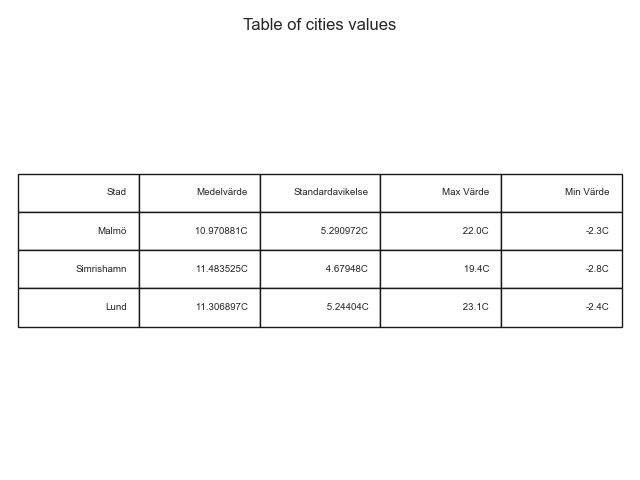 Table of cities values
Stad Medelvärde Standardavikelse Max Värde Min Värde
Malmö 10.970881C 5.290972C 22.0C -2.3C
Simrishamn 11.483525C 4.67948C 19.4C -2.8C
Lund 11.306897C 5.24404C 23.1C -2.4C